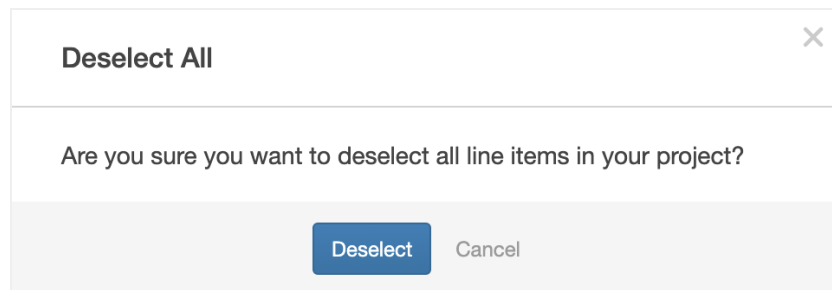 Deselect All
Are you sure you want to deselect all line items in your project?
Deselect Cancel